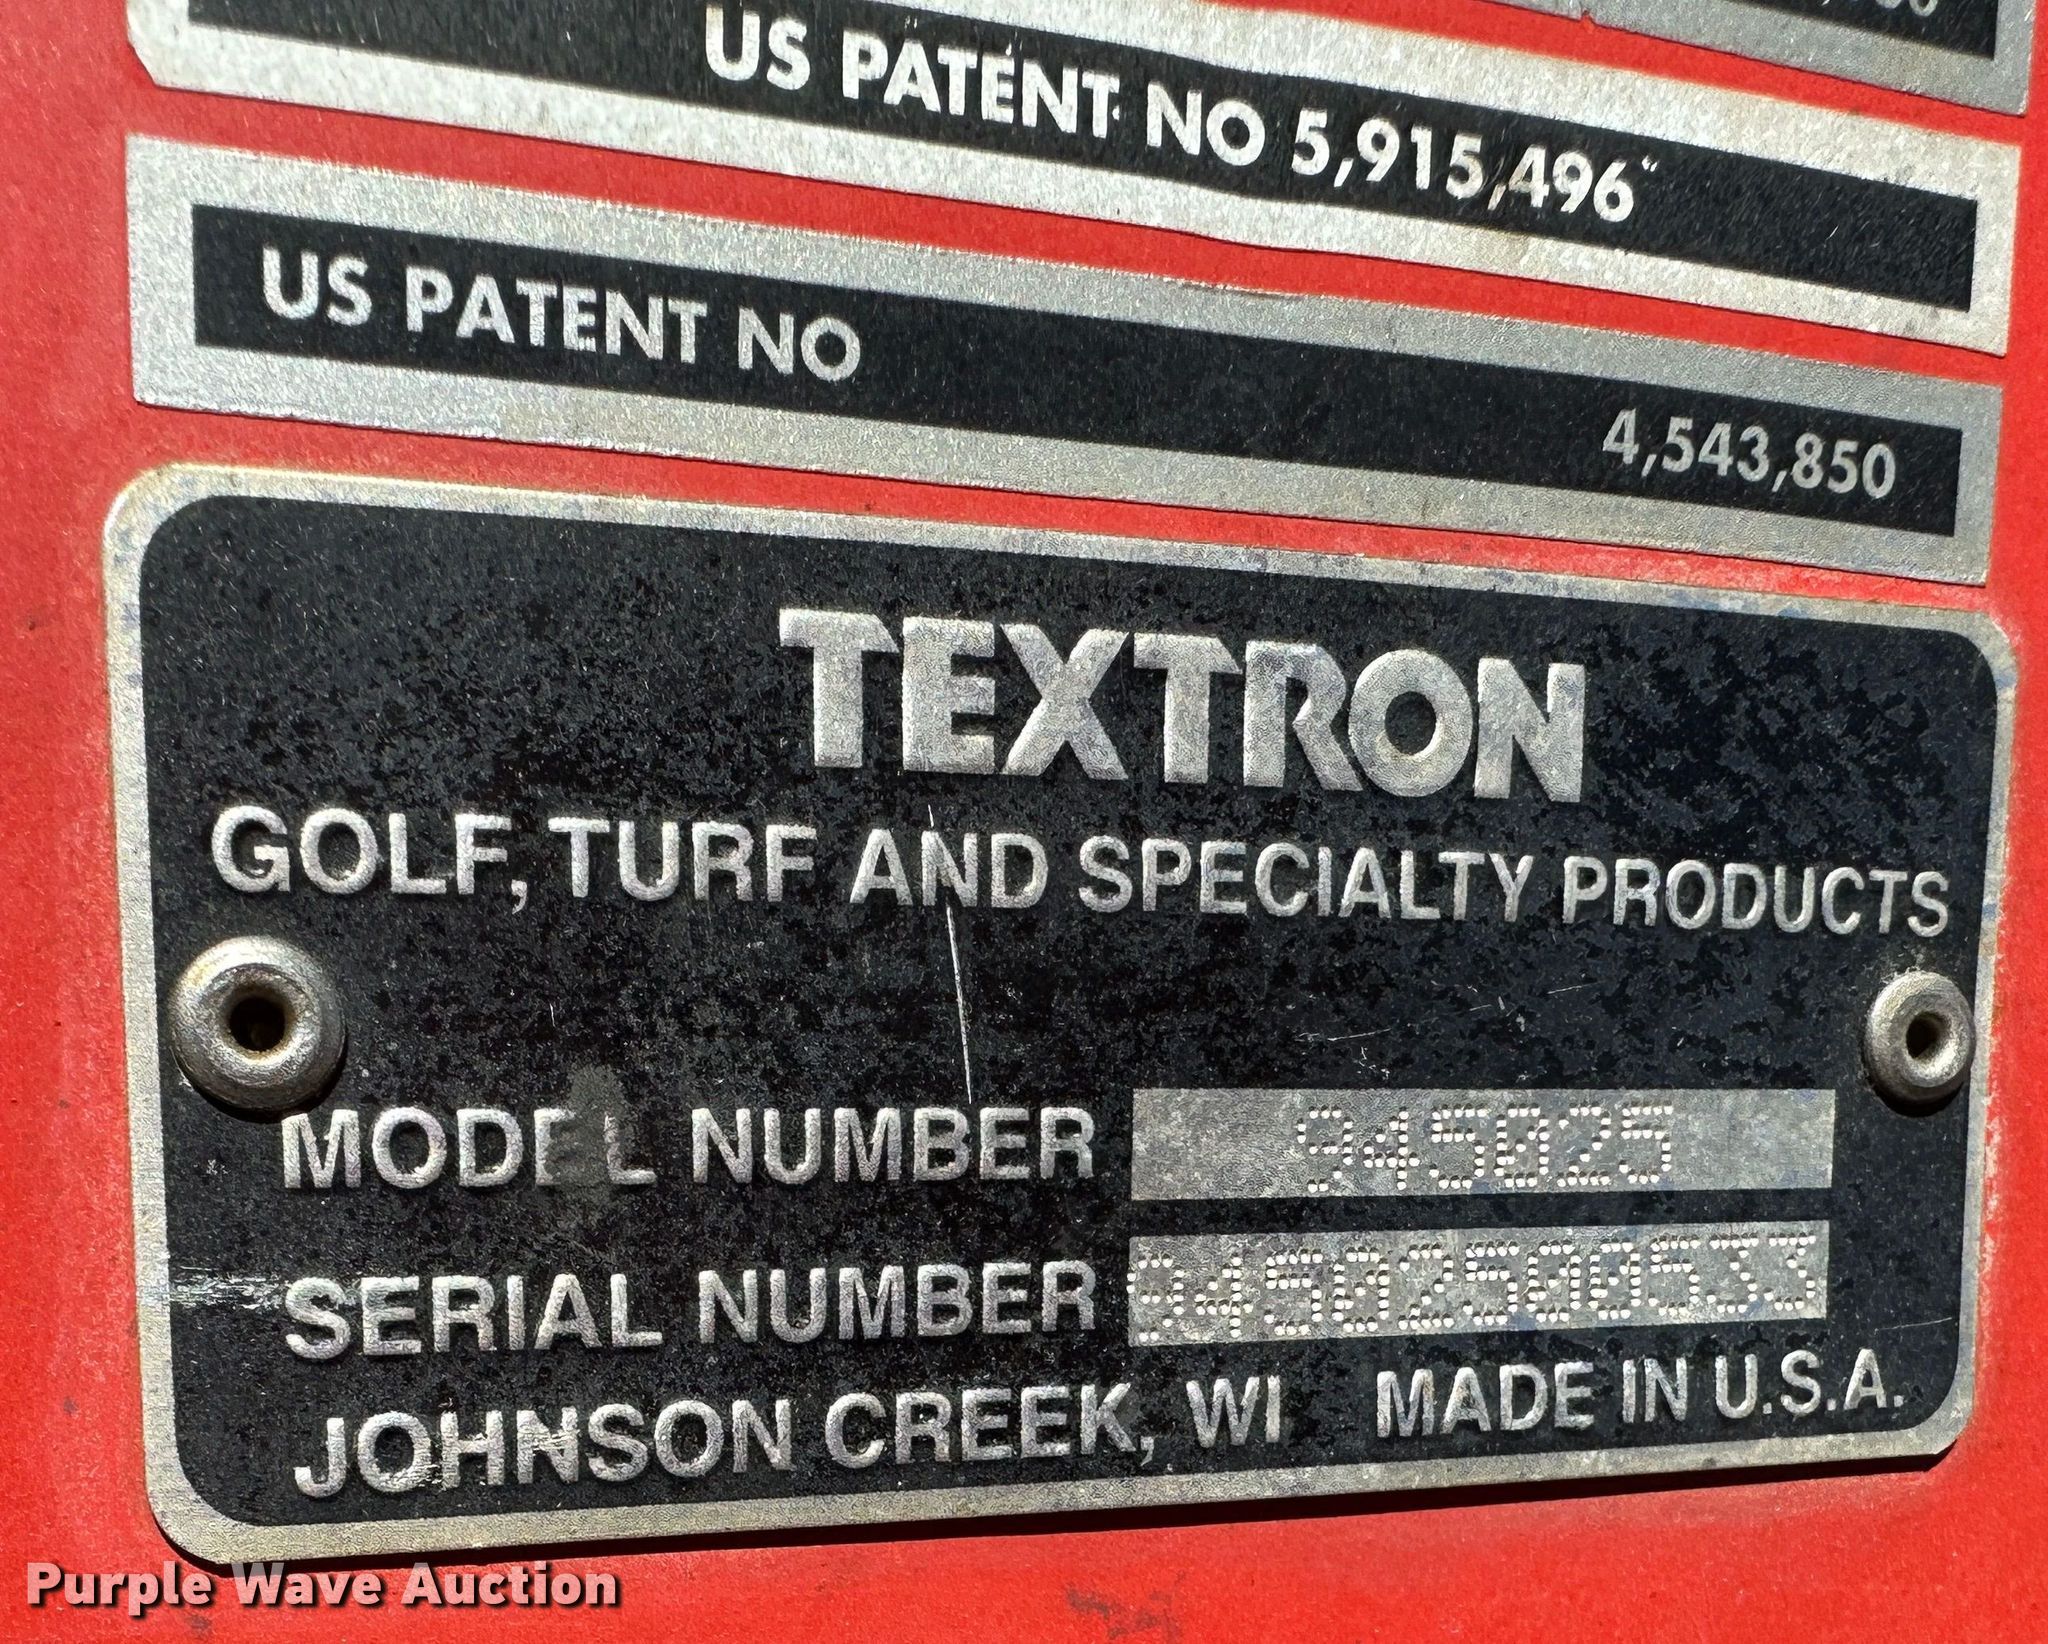 US PATENT NO 5,915,496
US PATENT NO 4,543,850
TEXTRON
GOLF, TURF AND SPECIALTY PRODUCTS
MODEL NUMBER 945025
SERIAL NUMBER 94502500533
JOHNSON CREEK, WI MADE IN U.S.A.
Purple Wave Auction